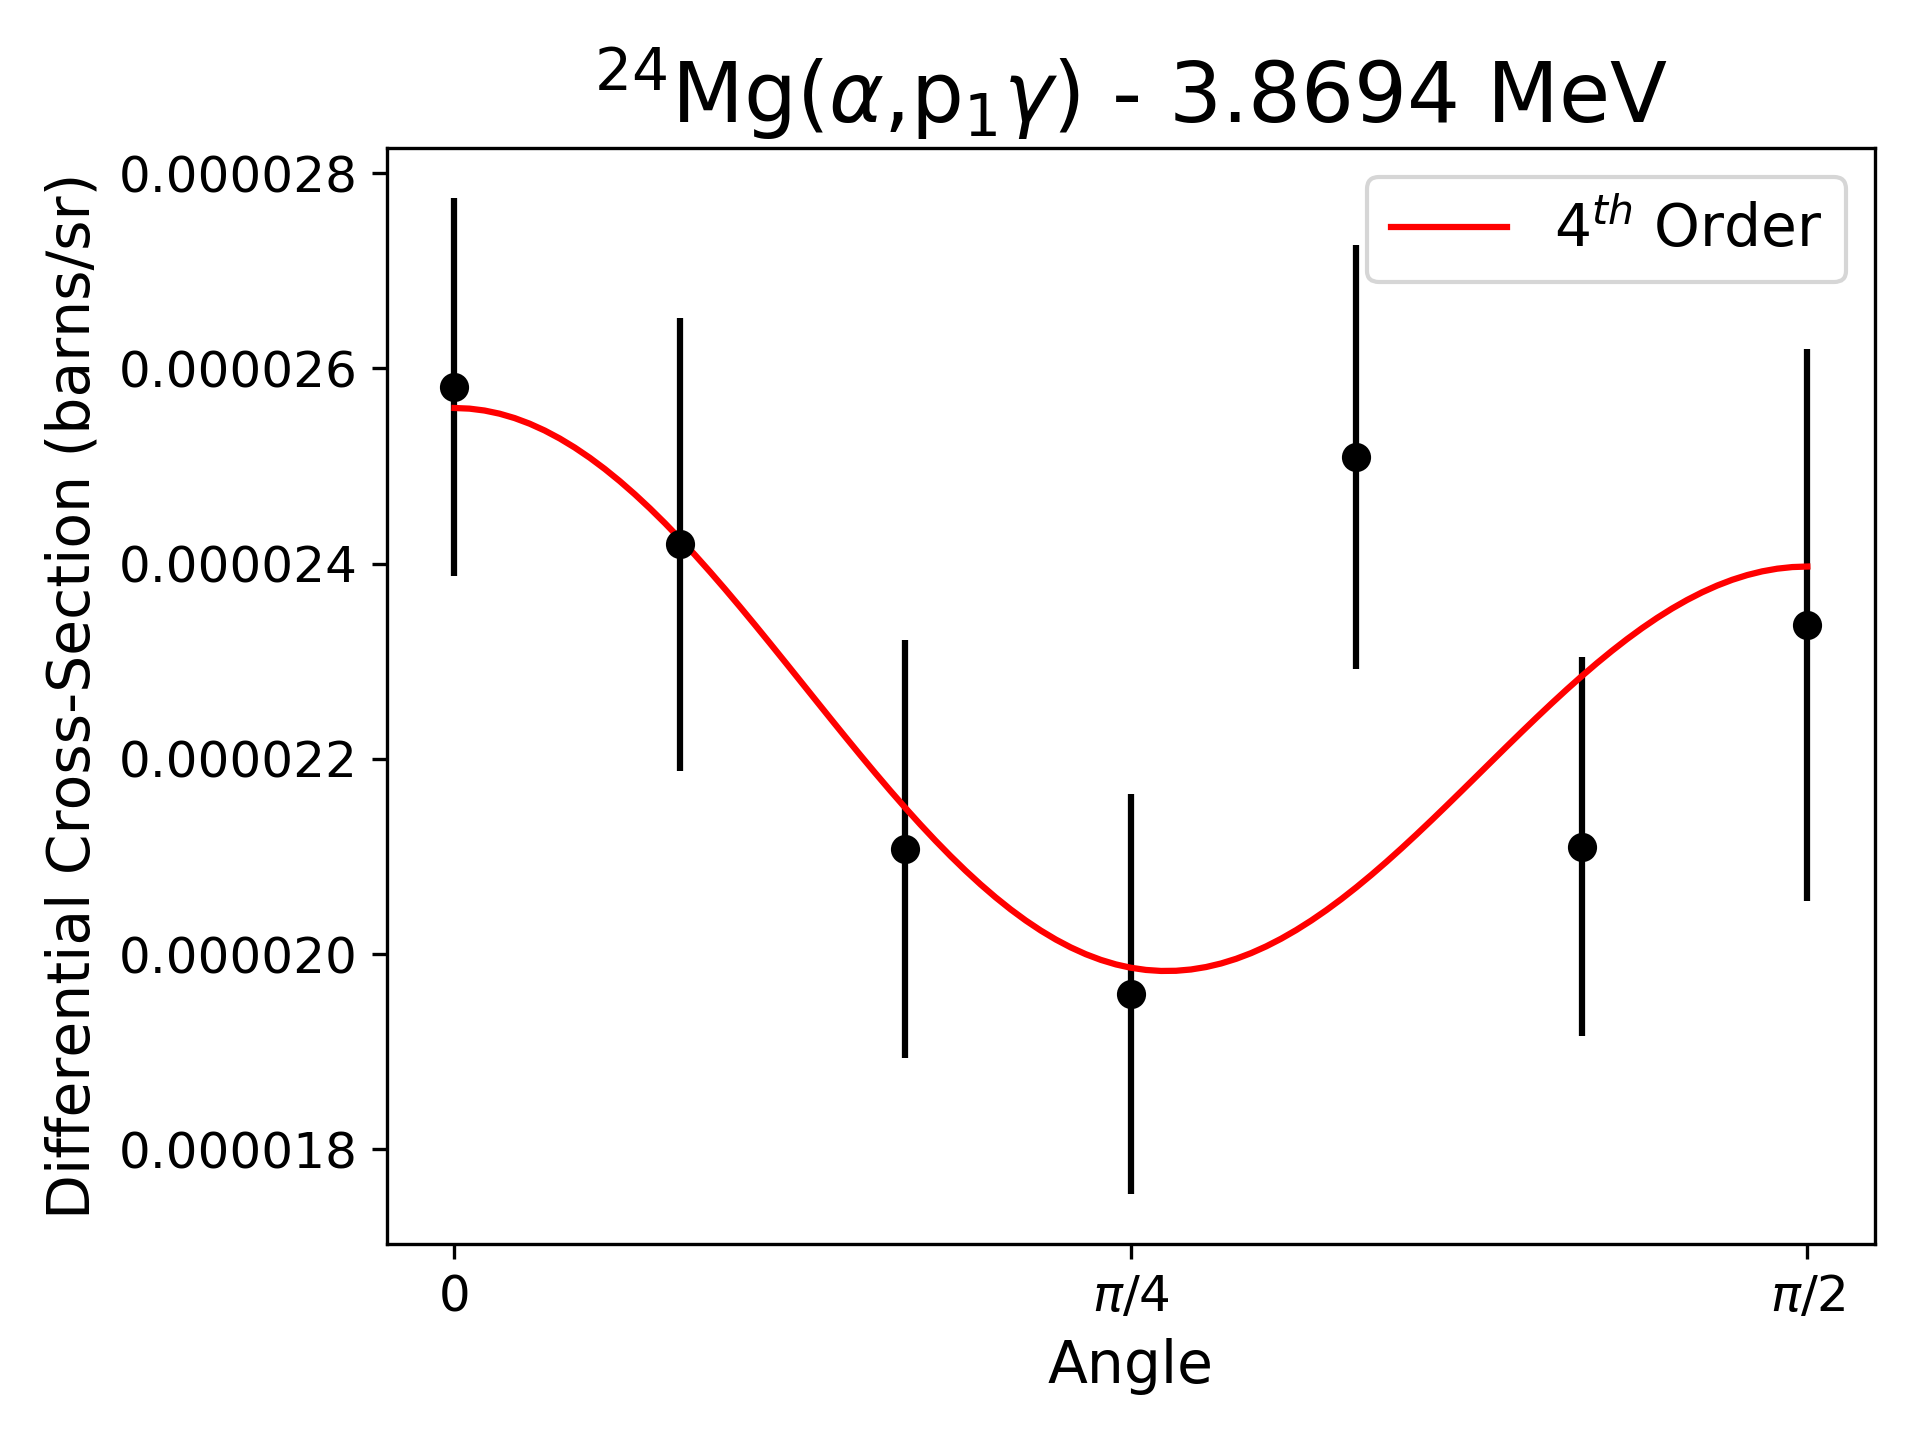 ²⁴Mg(α,p₁γ) - 3.8694 MeV
4ᵗʰ Order
Differential Cross-Section (barns/sr)
0.000028
0.000026
0.000024
0.000022
0.000020
0.000018
0
π/4
π/2
Angle